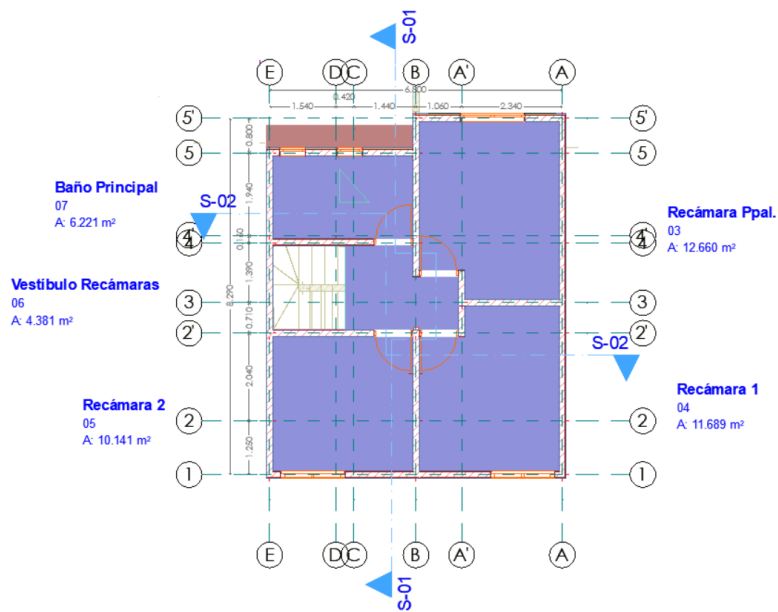 S-01
E
D
C
B
A'
A
6.800
0.420
1.540
1.440
1.060
2.340
5'
5'
0.800
5
5
Baño Principal
07
A: 6.221 m²
1.940
S-02
Recámara Ppal.
03
A: 12.660 m²
4'
4'
4
4
0.160
Vestíbulo Recámaras
06
A: 4.381 m²
1.390
8.290
3
3
0.710
2'
2'
S-02
2.040
Recámara 1
04
A: 11.689 m²
Recámara 2
05
A: 10.141 m²
2
2
1.250
1
1
E
D
C
B
A'
A
S-01